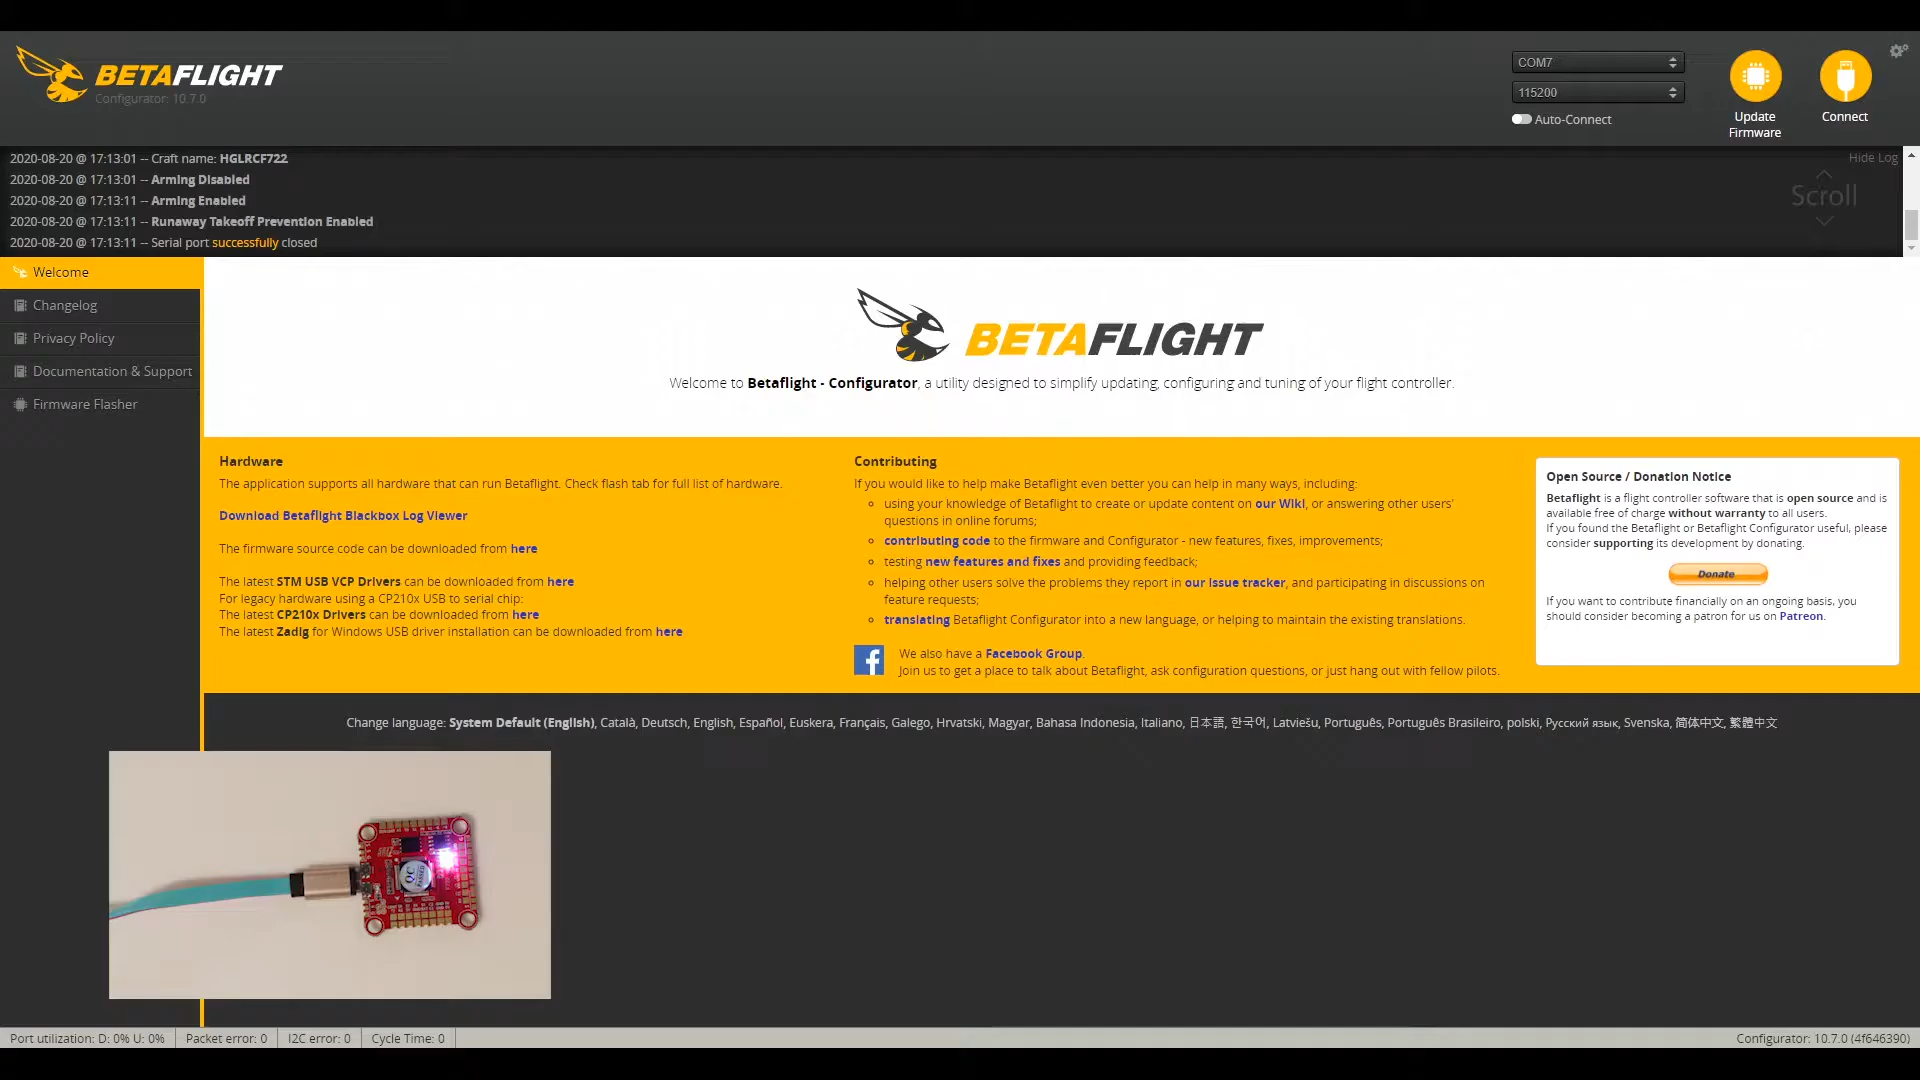 BETAFLIGHT
Configurator: 10.7.0
COM7
115200
Auto-Connect
Update
Firmware
Connect
2020-08-20 @ 17:13:01 -- Craft name: HGLRCF722
2020-08-20 @ 17:13:01 -- Arming Disabled
2020-08-20 @ 17:13:11 -- Arming Enabled
2020-08-20 @ 17:13:11 -- Runaway Takeoff Prevention Enabled
2020-08-20 @ 17:13:11 -- Serial port successfully closed
Hide Log
Scroll
Welcome
Changelog
Privacy Policy
Documentation & Support
Firmware Flasher
BETAFLIGHT
Welcome to Betaflight - Configurator, a utility designed to simplify updating, configuring and tuning of your flight controller.
Hardware
The application supports all hardware that can run Betaflight. Check flash tab for full list of hardware.
Download Betaflight Blackbox Log Viewer
The firmware source code can be downloaded from here
The latest STM USB VCP Drivers can be downloaded from here
For legacy hardware using a CP210x USB to serial chip:
The latest CP210x Drivers can be downloaded from here
The latest Zadig for Windows USB driver installation can be downloaded from here
Contributing
If you would like to help make Betaflight even better you can help in many ways, including:
using your knowledge of Betaflight to create or update content on our Wiki, or answering other users'
questions in online forums;
contributing code to the firmware and Configurator - new features, fixes, improvements;
testing new features and fixes and providing feedback;
helping other users solve the problems they report in our issue tracker, and participating in discussions on
feature requests;
translating Betaflight Configurator into a new language, or helping to maintain the existing translations.
We also have a Facebook Group.
Join us to get a place to talk about Betaflight, ask configuration questions, or just hang out with fellow pilots.
Open Source / Donation Notice
Betaflight is a flight controller software that is open source and is
available free of charge without warranty to all users.
If you found the Betaflight or Betaflight Configurator useful, please
consider supporting its development by donating.
Donate
If you want to contribute financially on an ongoing basis, you
should consider becoming a patron for us on Patreon.
Change language: System Default (English), Català, Deutsch, English, Español, Euskera, Français, Galego, Hrvatski, Magyar, Bahasa Indonesia, Italiano, 日本語, 한국어, Latviešu, Português, Português Brasileiro, polski, Русский язык, Svenska, 简体中文, 繁體中文
QC
Port utilization: D: 0% U: 0%
Packet error: 0
I2C error: 0
Cycle Time: 0
Configurator: 10.7.0 (4f646390)